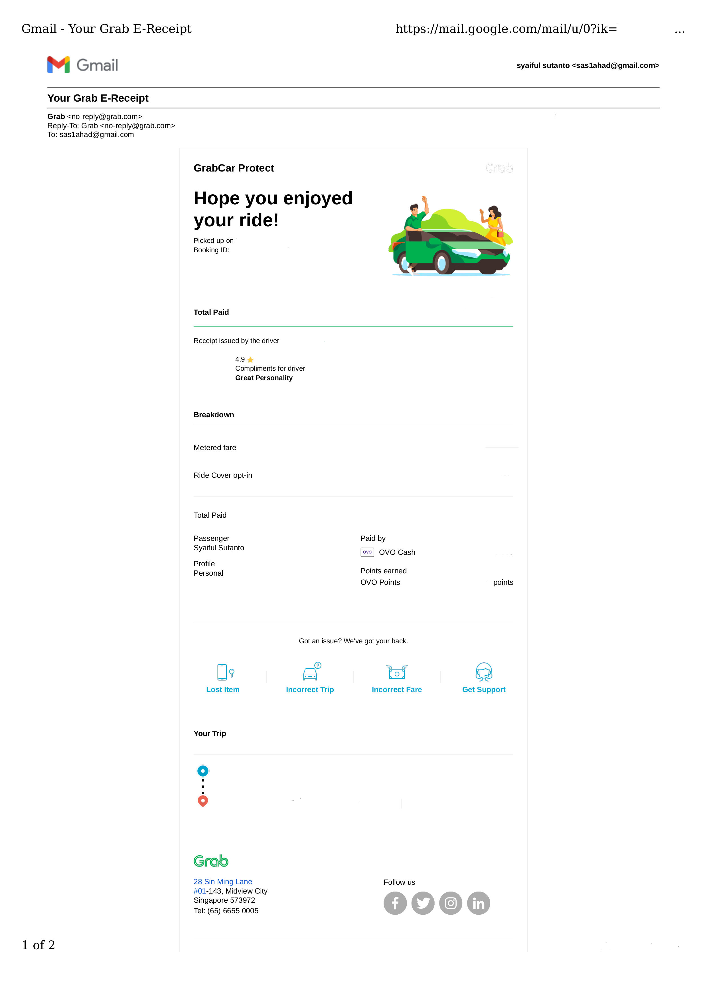 Gmail - Your Grab E-Receipt https://mail.google.com/mail/u/0?ik= ...
Gmail syaiful sutanto <sas1ahad@gmail.com>
Your Grab E-Receipt
Grab <no-reply@grab.com>
Reply-To: Grab <no-reply@grab.com>
To: sas1ahad@gmail.com
GrabCar Protect Grab
Hope you enjoyed
your ride!
Picked up on
Booking ID:
Total Paid
Receipt issued by the driver
4.9
Compliments for driver
Great Personality
Breakdown
Metered fare
Ride Cover opt-in
Total Paid
Passenger
Syaiful Sutanto
Profile
Personal
Paid by
OVO OVO Cash
Points earned
OVO Points points
Got an issue? We've got your back.
Lost Item Incorrect Trip Incorrect Fare Get Support
Your Trip
Grab
28 Sin Ming Lane
#01-143, Midview City
Singapore 573972
Tel: (65) 6655 0005
Follow us
1 of 2